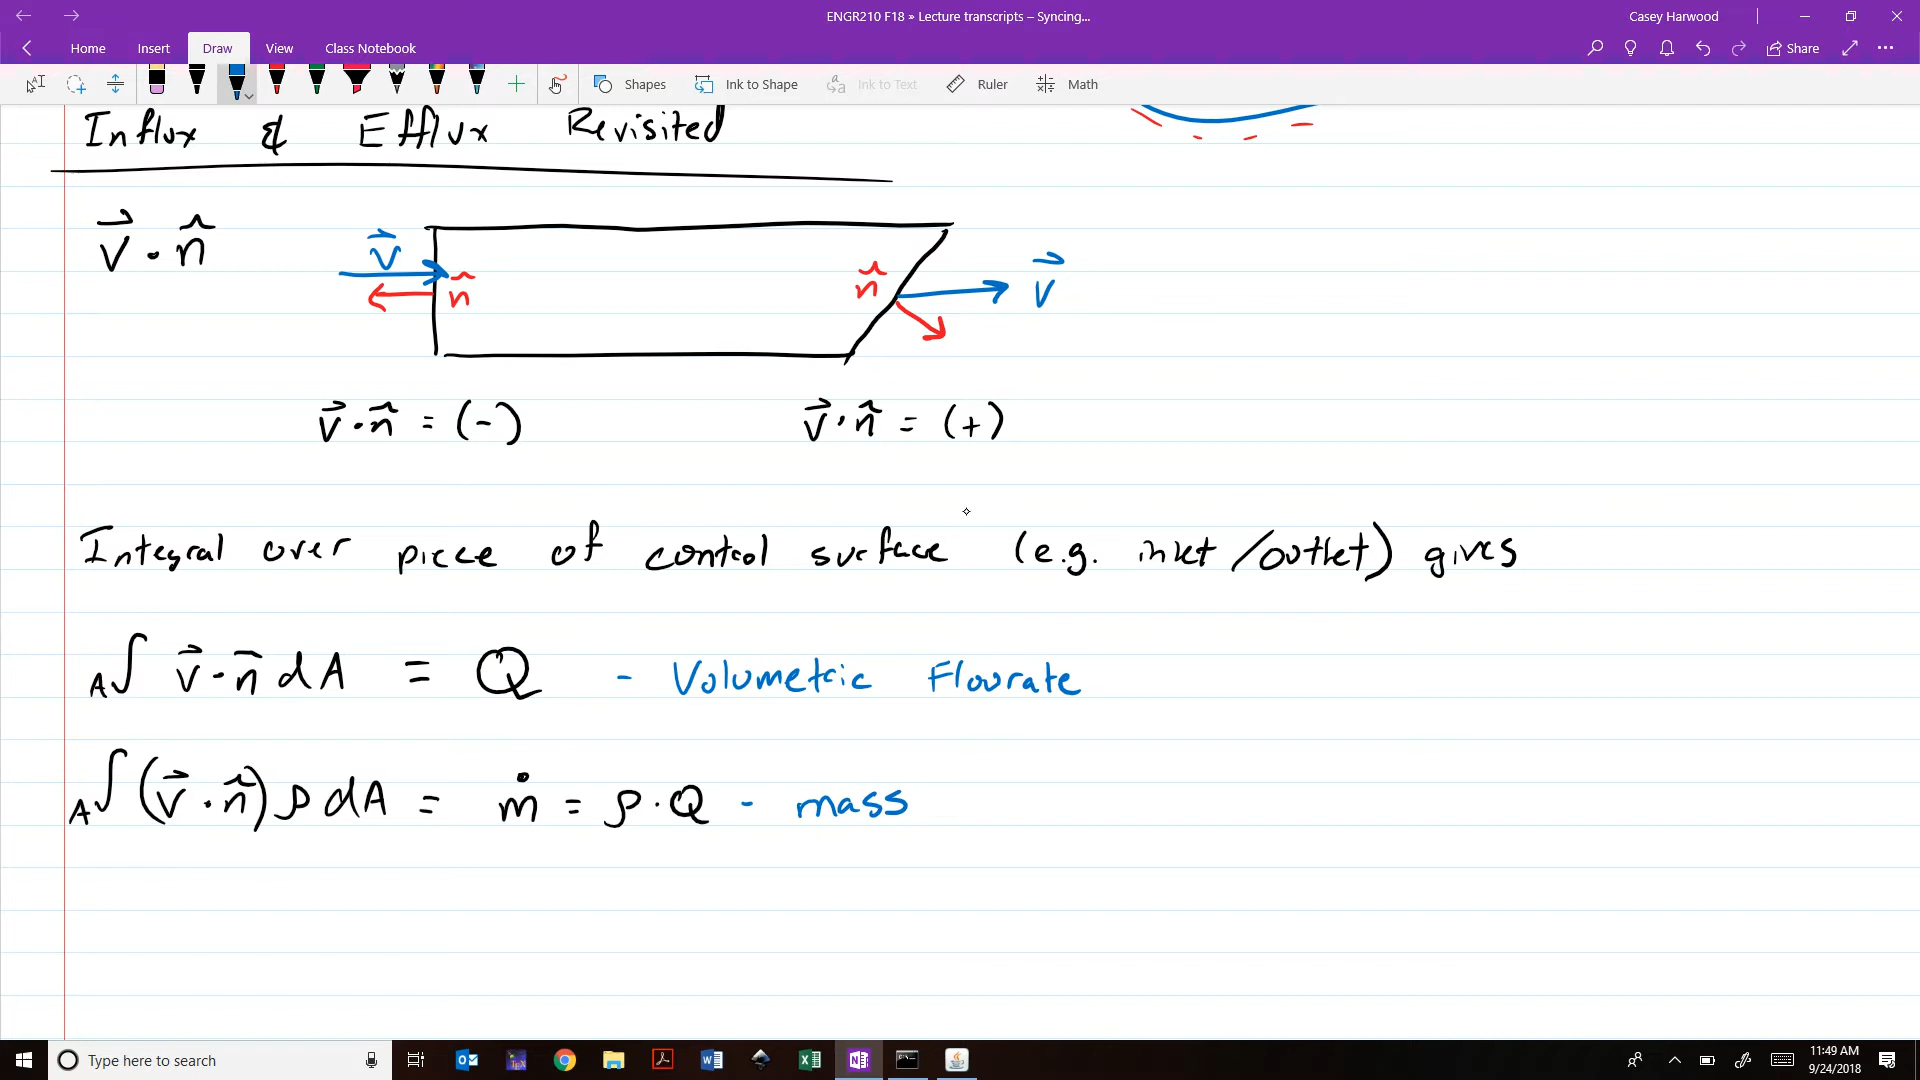 ENGR210 F18 » Lecture transcripts – Syncing...
Casey Harwood
Home Insert Draw View Class Notebook
Share
Shapes Ink to Shape Ink to Text Ruler Math
Influx & Efflux Revisited
V⃗ · n̂
V⃗
n̂
n̂
V⃗
V⃗ · n̂ = (-)
V⃗ · n̂ = (+)
Integral over piece of control surface (e.g. inlet/outlet) gives
A∫ V⃗ · n̂ dA = Q - Volumetric Flowrate
A∫ (V⃗ · n̂) ρ dA = ṁ = ρ · Q - mass
Type here to search
11:49 AM
9/24/2018